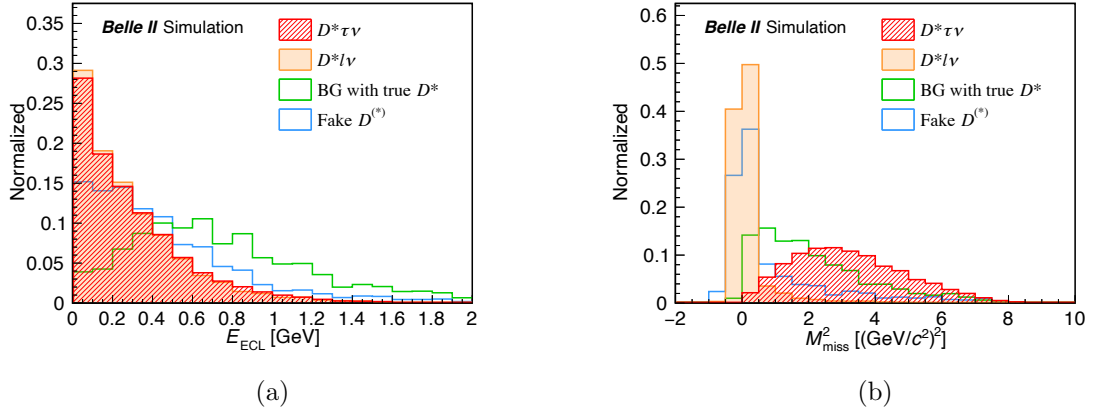 Belle II Simulation
D*τν
D*lν
BG with true D*
Fake D(*)
Normalized
0.35
0.3
0.25
0.2
0.15
0.1
0.05
0
0 0.2 0.4 0.6 0.8 1 1.2 1.4 1.6 1.8 2
E_ECL [GeV]
(a)
Belle II Simulation
D*τν
D*lν
BG with true D*
Fake D(*)
Normalized
0.6
0.5
0.4
0.3
0.2
0.1
0
−2 0 2 4 6 8 10
M²_miss [(GeV/c²)²]
(b)